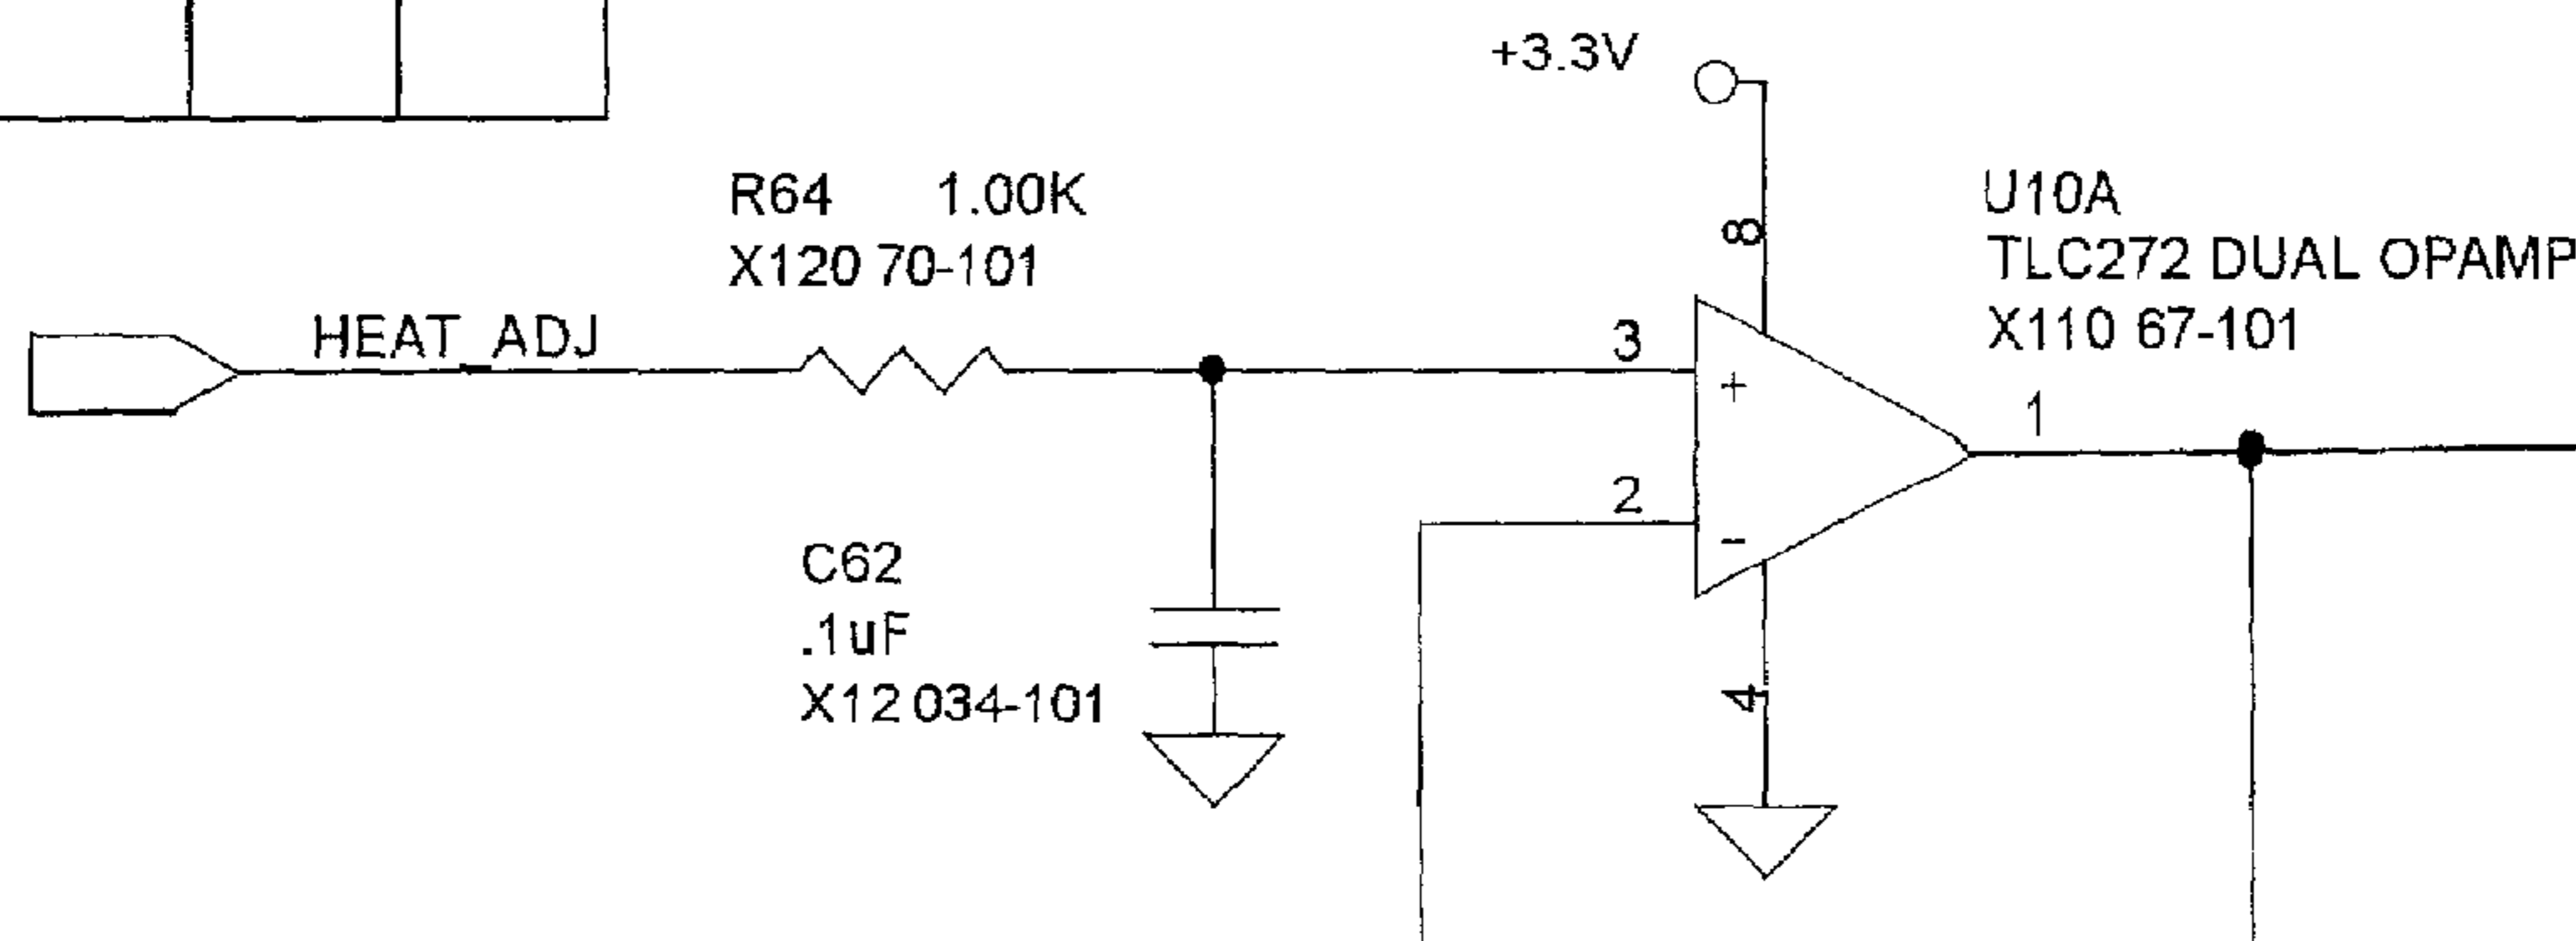 +3.3V
R64 1.00K
X120 70-101
HEAT_ADJ
8
U10A
TLC272 DUAL OPAMP
X110 67-101
3
+
1
2
-
C62
.1uF
X12 034-101
4